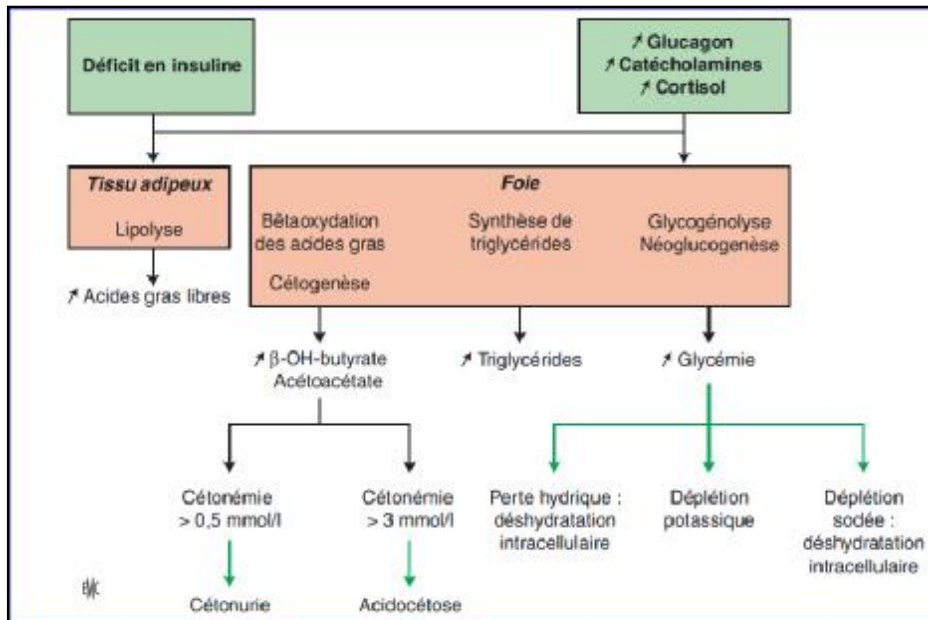 Déficit en insuline
↗ Glucagon
↗ Catécholamines
↗ Cortisol
Tissu adipeux
Lipolyse
Foie
Bêtaoxydation
des acides gras
Cétogenèse
Synthèse de
triglycérides
Glycogénolyse
Néoglucogenèse
↗ Acides gras libres
↗ β-OH-butyrate
Acétoacétate
↗ Triglycérides
↗ Glycémie
Cétonémie
> 0,5 mmol/l
Cétonémie
> 3 mmol/l
Perte hydrique :
déshydratation
intracellulaire
Déplétion
potassique
Déplétion
sodée :
déshydratation
intracellulaire
Cétonurie
Acidocétose